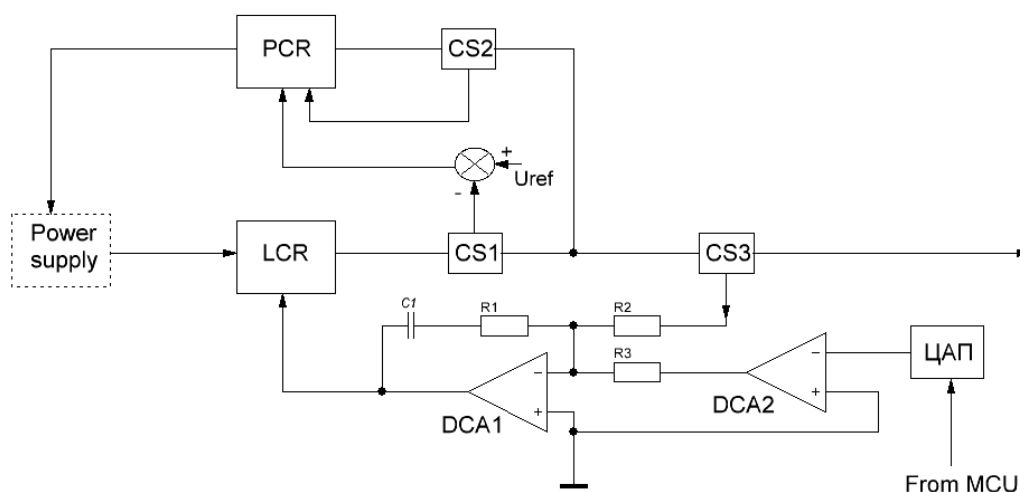 PCR
CS2
+
Uref
-
Power
supply
LCR
CS1
CS3
C1
R1
R2
R3
ЦАП
−
+
DCA1
−
+
DCA2
From MCU